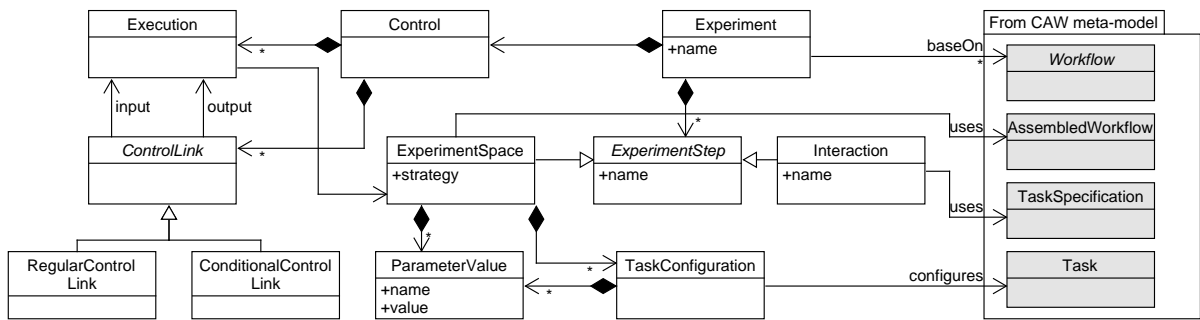 Execution
Control
Experiment
+name
From CAW meta-model
baseOn
*
Workflow
*
input
output
*
*
ControlLink
ExperimentSpace
+strategy
ExperimentStep
+name
Interaction
+name
uses
AssembledWorkflow
uses
TaskSpecification
*
*
*
RegularControl
Link
ConditionalControl
Link
ParameterValue
+name
+value
TaskConfiguration
configures
Task